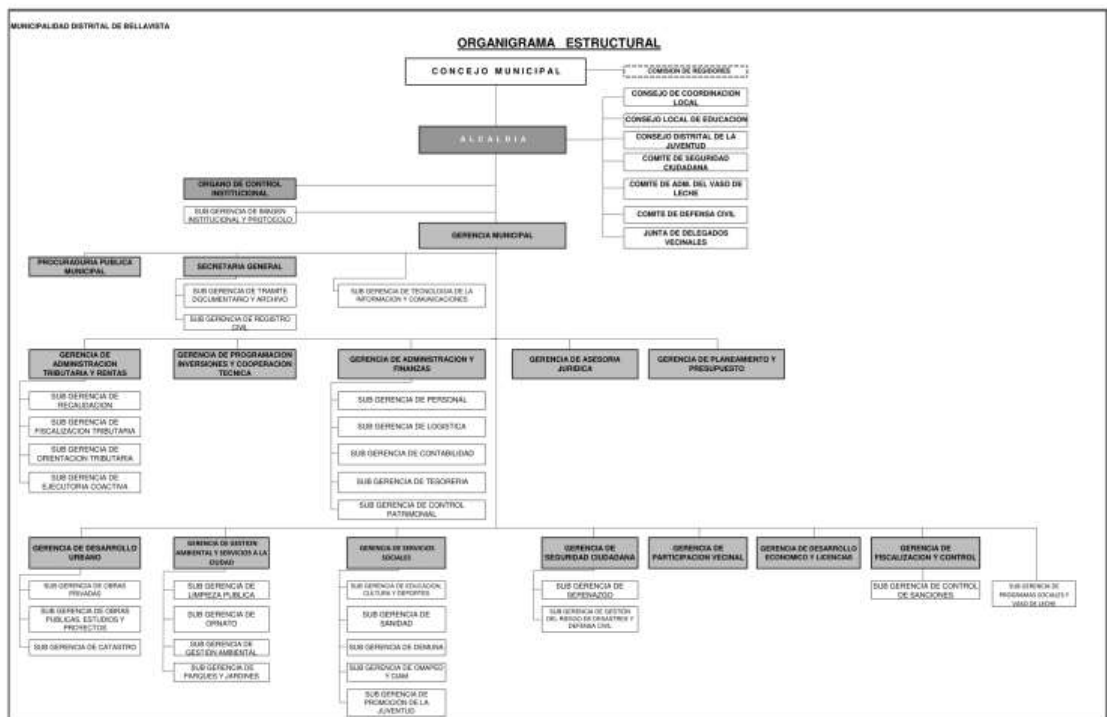 MUNICIPALIDAD DISTRITAL DE BELLAVISTA
ORGANIGRAMA ESTRUCTURAL
CONCEJO MUNICIPAL
COMISION DE REGIDORES
CONSEJO DE COORDINACION
LOCAL
CONSEJO LOCAL DE EDUCACION
ALCALDIA
CONSEJO DISTRITAL DE LA
JUVENTUD
COMITE DE SEGURIDAD
CIUDADANA
COMITE DE ADM. DEL VASO DE
LECHE
COMITE DE DEFENSA CIVIL
JUNTA DE DELEGADOS
VECINALES
ORGANO DE CONTROL
INSTITUCIONAL
SUB GERENCIA DE IMAGEN
INSTITUCIONAL Y PROTOCOLO
GERENCIA MUNICIPAL
PROCURADURIA PUBLICA
MUNICIPAL
SECRETARIA GENERAL
SUB GERENCIA DE TRAMITE
DOCUMENTARIO Y ARCHIVO
SUB GERENCIA DE REGISTRO
CIVIL
SUB GERENCIA DE TECNOLOGIA DE LA
INFORMACION Y COMUNICACIONES
GERENCIA DE
ADMINISTRACION
TRIBUTARIA Y RENTAS
GERENCIA DE PROGRAMACION
INVERSIONES Y COOPERACION
TECNICA
GERENCIA DE ADMINISTRACION Y
FINANZAS
GERENCIA DE ASESORIA
JURIDICA
GERENCIA DE PLANEAMIENTO Y
PRESUPUESTO
SUB GERENCIA DE
RECAUDACION
SUB GERENCIA DE
FISCALIZACION TRIBUTARIA
SUB GERENCIA DE
ORIENTACION TRIBUTARIA
SUB GERENCIA DE
EJECUTORIA COACTIVA
SUB GERENCIA DE PERSONAL
SUB GERENCIA DE LOGISTICA
SUB GERENCIA DE CONTABILIDAD
SUB GERENCIA DE TESORERIA
SUB GERENCIA DE CONTROL
PATRIMONIAL
GERENCIA DE DESARROLLO
URBANO
GERENCIA DE GESTION
AMBIENTAL Y SERVICIOS A LA
CIUDAD
GERENCIA DE SERVICIOS
SOCIALES
GERENCIA DE
SEGURIDAD CIUDADANA
GERENCIA DE
PARTICIPACION VECINAL
GERENCIA DE DESARROLLO
ECONOMICO Y LICENCIAS
GERENCIA DE
FISCALIZACION Y CONTROL
SUB GERENCIA DE OBRAS
PRIVADAS
SUB GERENCIA DE OBRAS
PUBLICAS, ESTUDIOS Y
PROYECTOS
SUB GERENCIA DE CATASTRO
SUB GERENCIA DE
LIMPIEZA PUBLICA
SUB GERENCIA DE
ORNATO
SUB GERENCIA DE
GESTIÓN AMBIENTAL
SUB GERENCIA DE
PARQUES Y JARDINES
SUB GERENCIA DE EDUCACION,
CULTURA Y DEPORTES
SUB GERENCIA DE
SANIDAD
SUB GERENCIA DE DEMUNA
SUB GERENCIA DE OMAPED
Y CIAM
SUB GERENCIA DE
PROMOCIÓN DE LA
JUVENTUD
SUB GERENCIA DE
SERENAZGO
SUB GERENCIA DE GESTIÓN
DEL RIESGO DE DESASTRES Y
DEFENSA CIVIL
SUB GERENCIA DE CONTROL
DE SANCIONES
SUB GERENCIA DE
PROGRAMAS SOCIALES Y
VASO DE LECHE